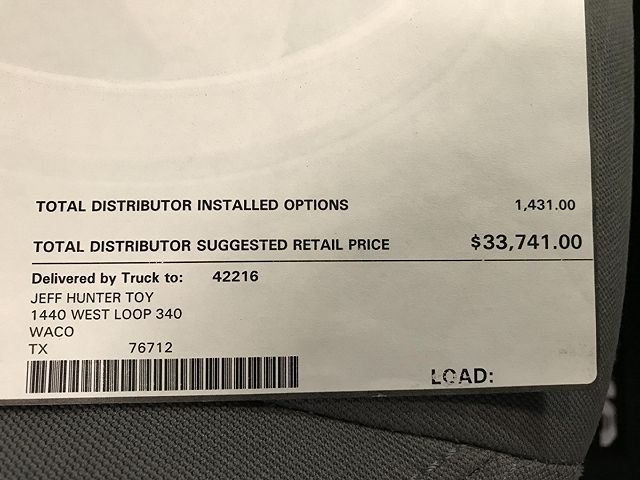 TOTAL DISTRIBUTOR INSTALLED OPTIONS 1,431.00
TOTAL DISTRIBUTOR SUGGESTED RETAIL PRICE $33,741.00
Delivered by Truck to: 42216
JEFF HUNTER TOY
1440 WEST LOOP 340
WACO
TX 76712
LOAD: